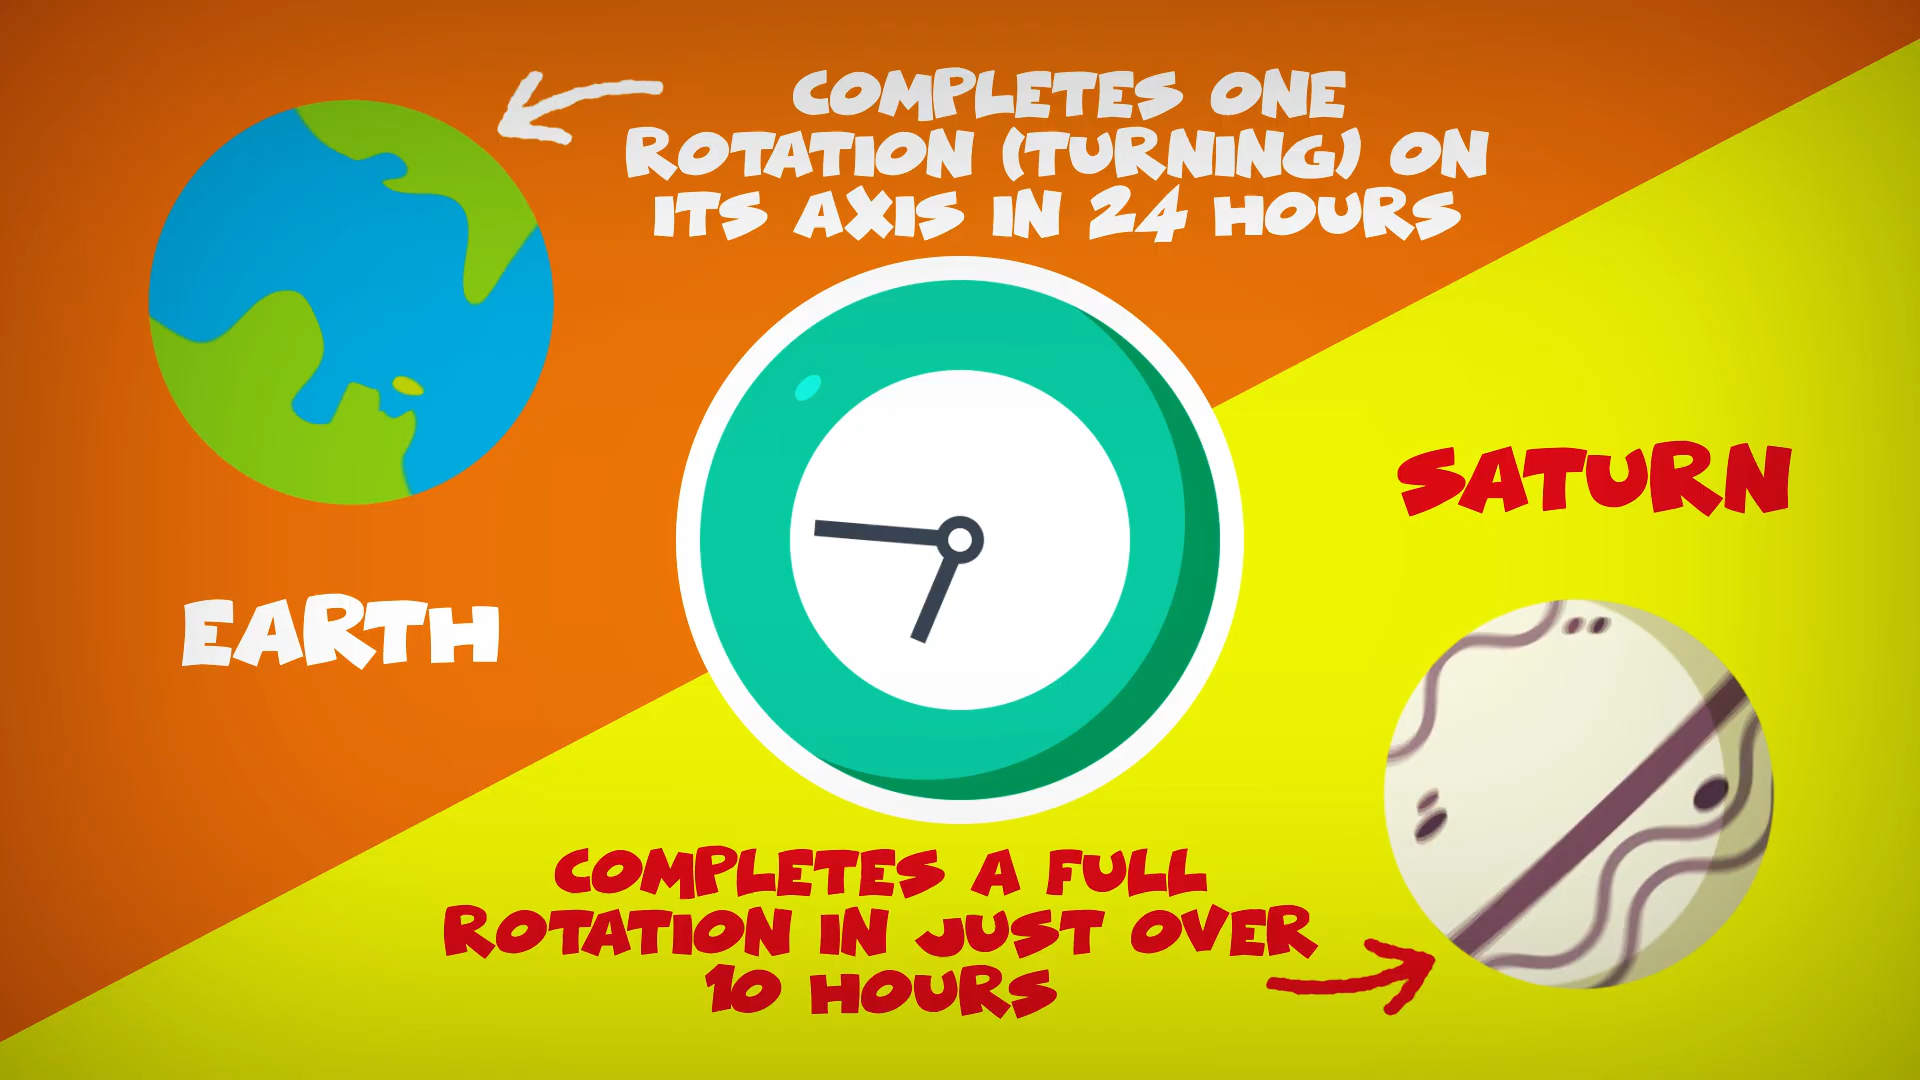 COMPLETES ONE
ROTATION (TURNING) ON
ITS AXIS IN 24 HOURS
EARTH
SATURN
COMPLETES A FULL
ROTATION IN JUST OVER
10 HOURS